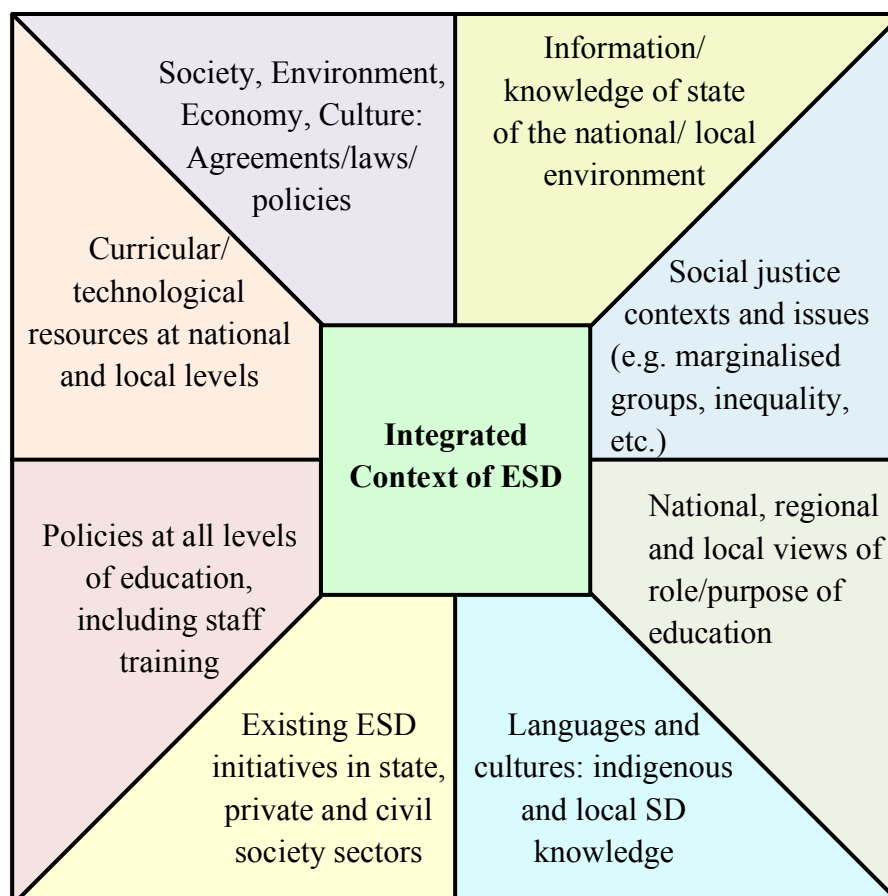 Society, Environment,
Economy, Culture:
Agreements/laws/
policies
Information/
knowledge of state
of the national/ local
environment
Curricular/
technological
resources at national
and local levels
Social justice
contexts and issues
(e.g. marginalised
groups, inequality,
etc.)
Integrated
Context of ESD
Policies at all levels
of education,
including staff
training
National, regional
and local views of
role/purpose of
education
Existing ESD
initiatives in state,
private and civil
society sectors
Languages and
cultures: indigenous
and local SD
knowledge